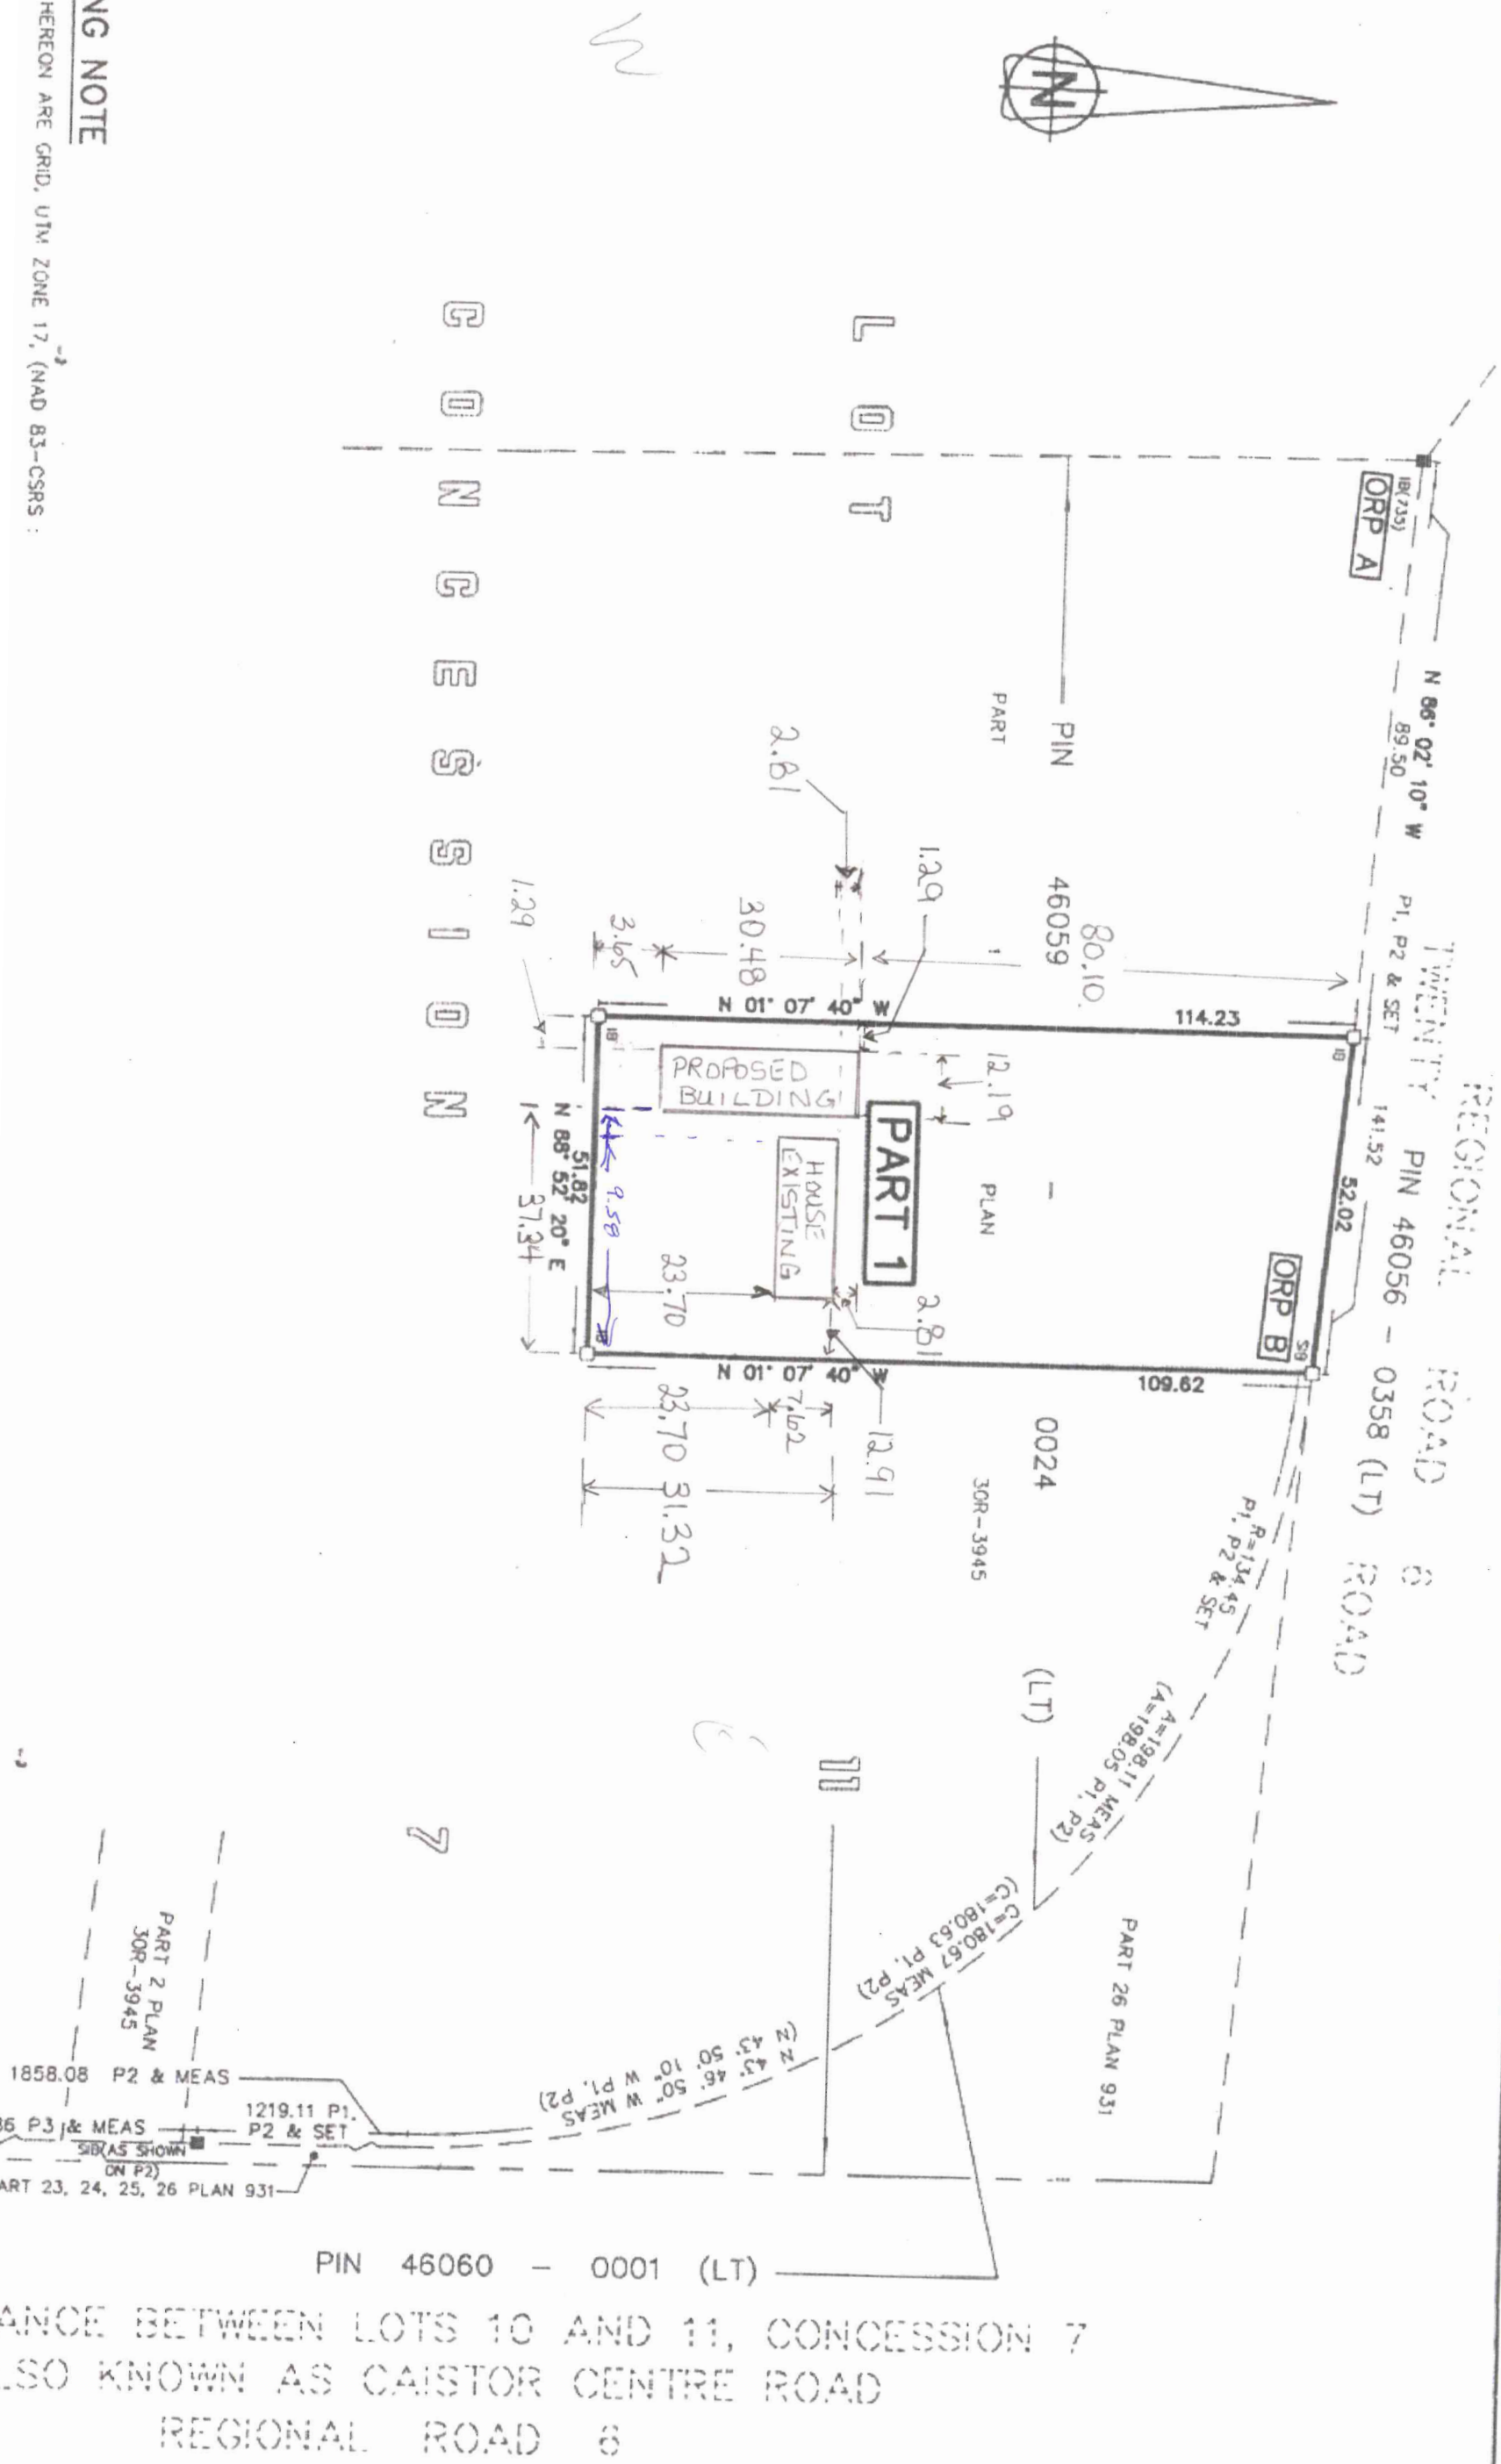 NG NOTE
HEREON ARE GRID, UTM ZONE 17, (NAD 83-CSRS :
N
REGIONAL ROAD 6
TWENTY ROAD
PIN 46056 - 0358 (LT)
N 86° 02' 10" W P1, P2 & SET
89.50
141.52
52.02
IB(735)
ORP A
ORP B
SB
IB
114.23
109.62
N 01° 07' 40" W
N 01° 07' 40" W
PIN 46059 - 0024 (LT)
PART 1 PLAN 30R-3945
80.10
1.29
2.81
30.48
3.65
1.29
12.19
PART 1
PROPOSED
BUILDING
HOUSE
EXISTING
2.81
12.91
23.70
7.62
23.70
31.32
9.58
IB
IB
51.82
N 88° 52' 20" E
37.34
LOT 11
CONCESSION 7
P1, R=134.45
P1, P2 & SET
A=198.11 MEAS
(A=198.05 P1, P2)
C=180.67 MEAS
(C=180.63 P1, P2)
N 43° 46' 50" W MEAS
(N 43° 50' 10" W P1, P2)
PART 26 PLAN 931
PART 2 PLAN
30R-3945
1858.08 P2 & MEAS
1219.11 P1,
P2 & SET
36 P3 & MEAS
SIB(AS SHOWN
ON P2)
ART 23, 24, 25, 26 PLAN 931
PIN 46060 - 0001 (LT)
ANCE BETWEEN LOTS 10 AND 11, CONCESSION 7
LSO KNOWN AS CAISTOR CENTRE ROAD
REGIONAL ROAD 6